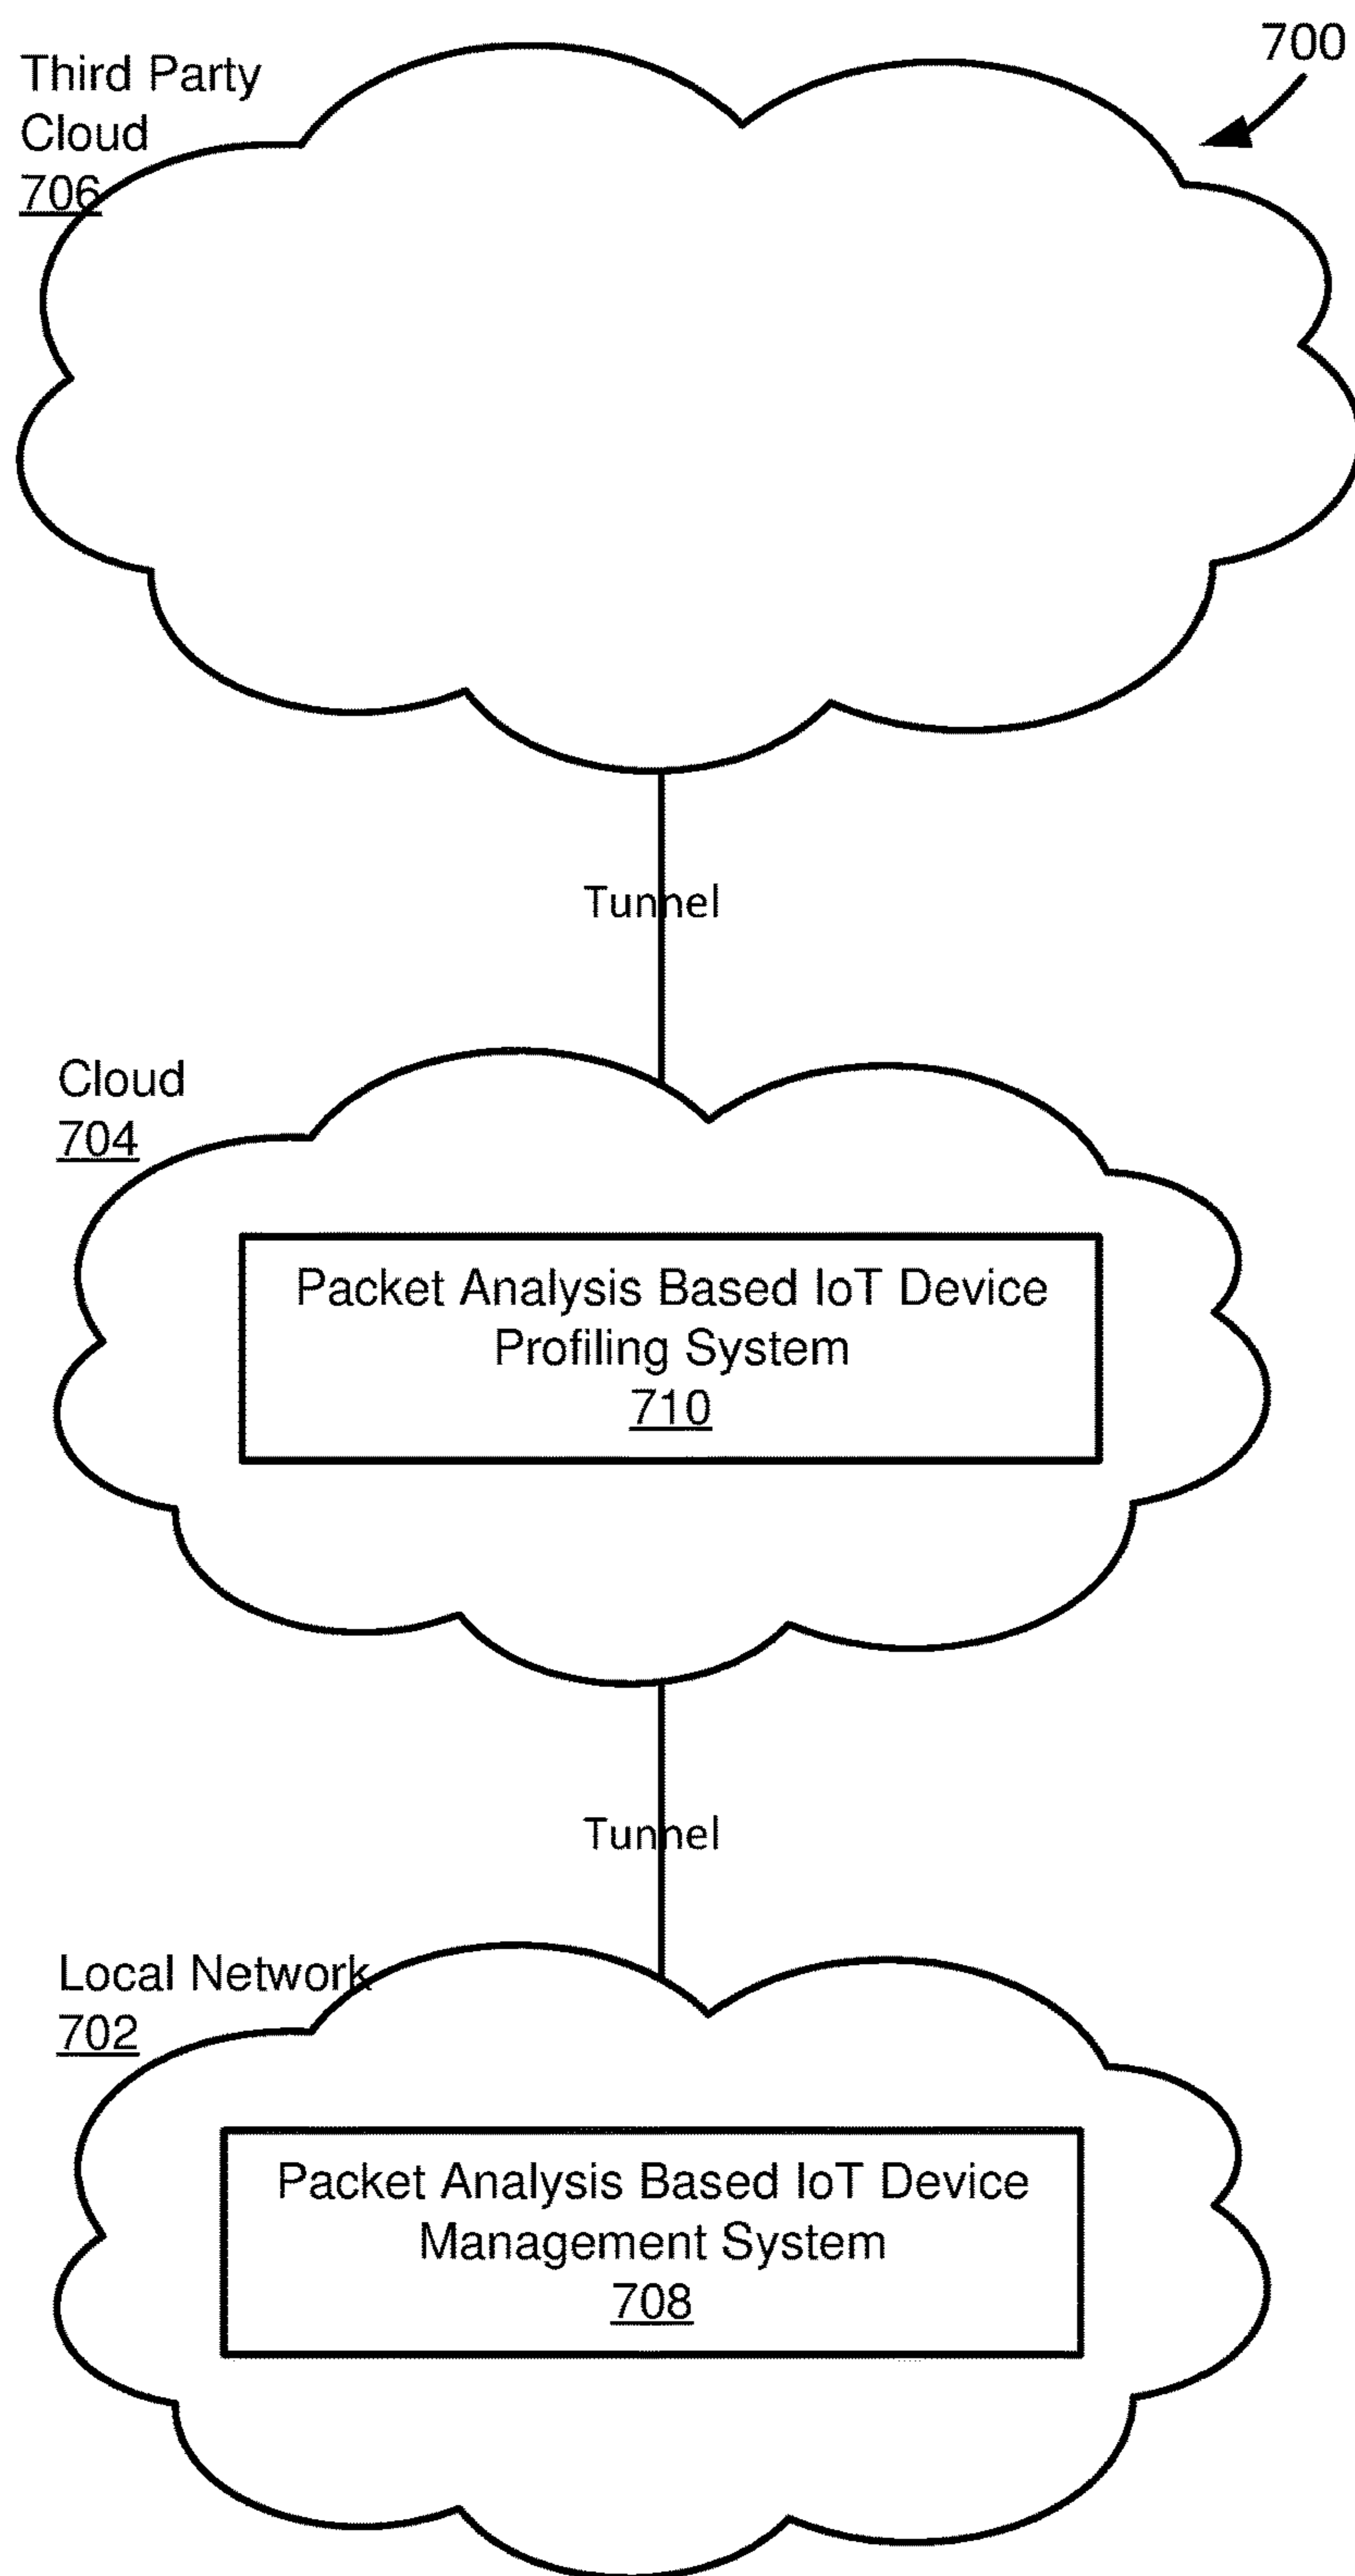 700
Third Party
Cloud
706
Tunnel
Cloud
704
Packet Analysis Based IoT Device
Profiling System
710
Tunnel
Local Network
702
Packet Analysis Based IoT Device
Management System
708